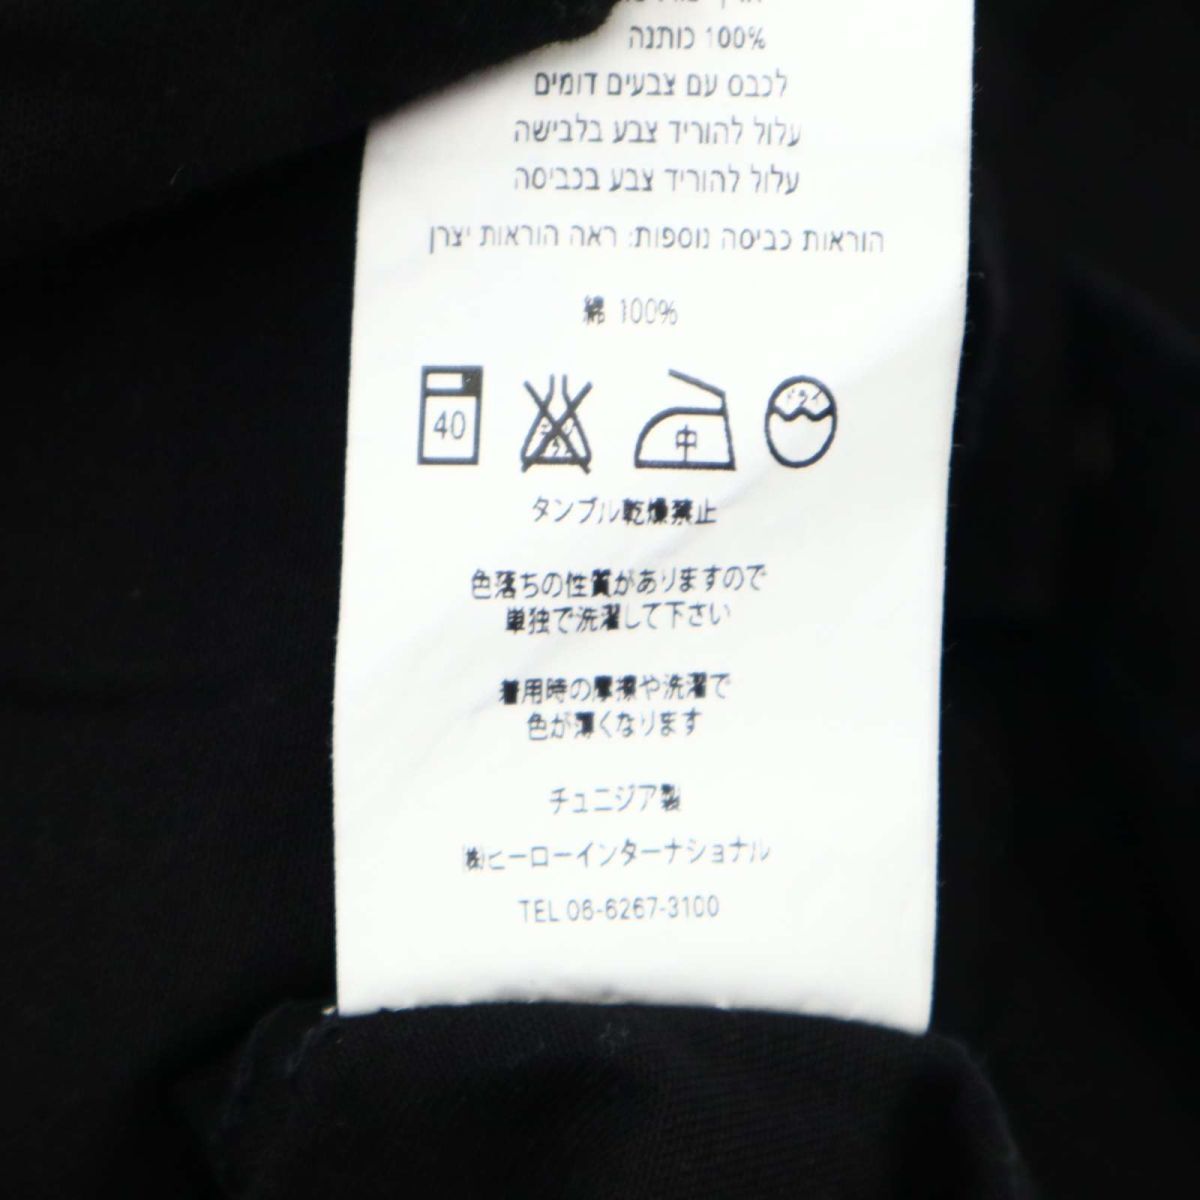 100% כותנה
לכבס עם צבעים דומים
עלול להוריד צבע בלבישה
עלול להוריד צבע בכביסה
הוראות כביסה נוספות: ראה הוראות יצרן
綿 100%
40 中 ドライ
タンブル乾燥禁止
色落ちの性質がありますので
単独で洗濯して下さい
着用時の摩擦や洗濯で
色が薄くなります
チュニジア製
㈱ヒーローインターナショナル
TEL 06-6267-3100